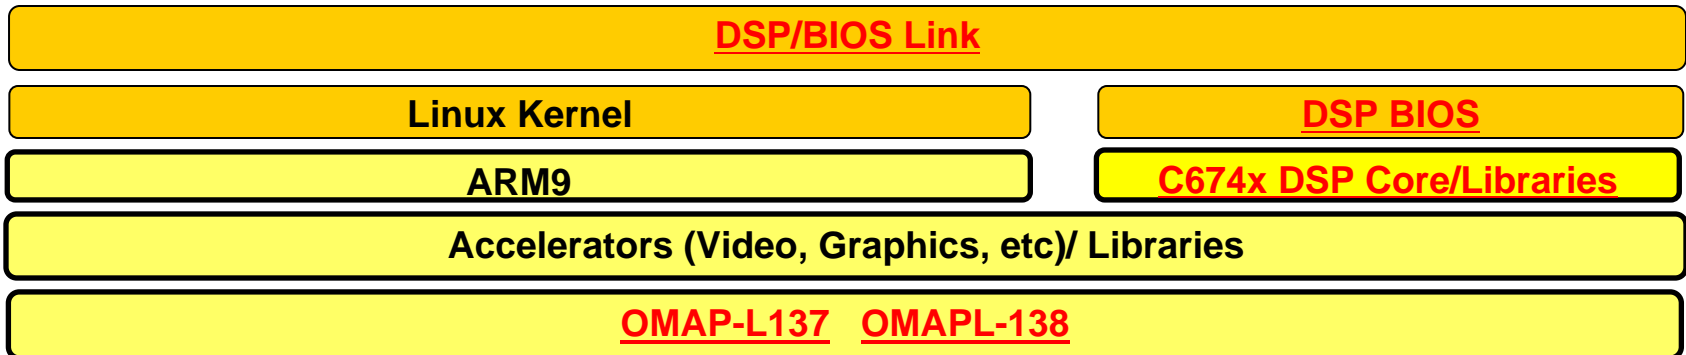 DSP/BIOS Link
Linux Kernel
DSP BIOS
ARM9
C674x DSP Core/Libraries
Accelerators (Video, Graphics, etc)/ Libraries
OMAP-L137 OMAPL-138